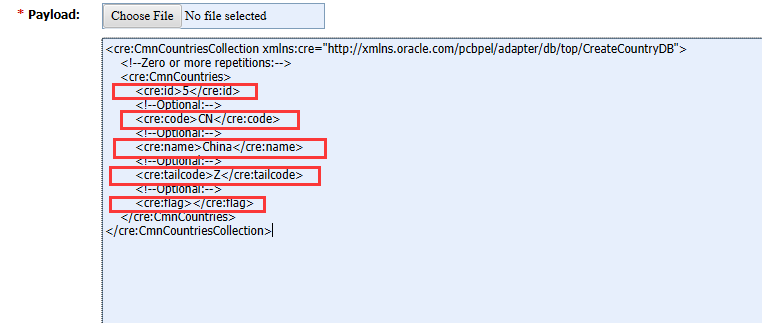 * Payload: Choose File No file selected
<cre:CmnCountriesCollection xmlns:cre="http://xmlns.oracle.com/pcbpel/adapter/db/top/CreateCountryDB">
<!--Zero or more repetitions:-->
<cre:CmnCountries>
<cre:id>5</cre:id>
<!--Optional:-->
<cre:code>CN</cre:code>
<!--Optional:-->
<cre:name>China</cre:name>
<!--Optional:-->
<cre:tailcode>Z</cre:tailcode>
<!--Optional:-->
<cre:flag></cre:flag>
</cre:CmnCountries>
</cre:CmnCountriesCollection>